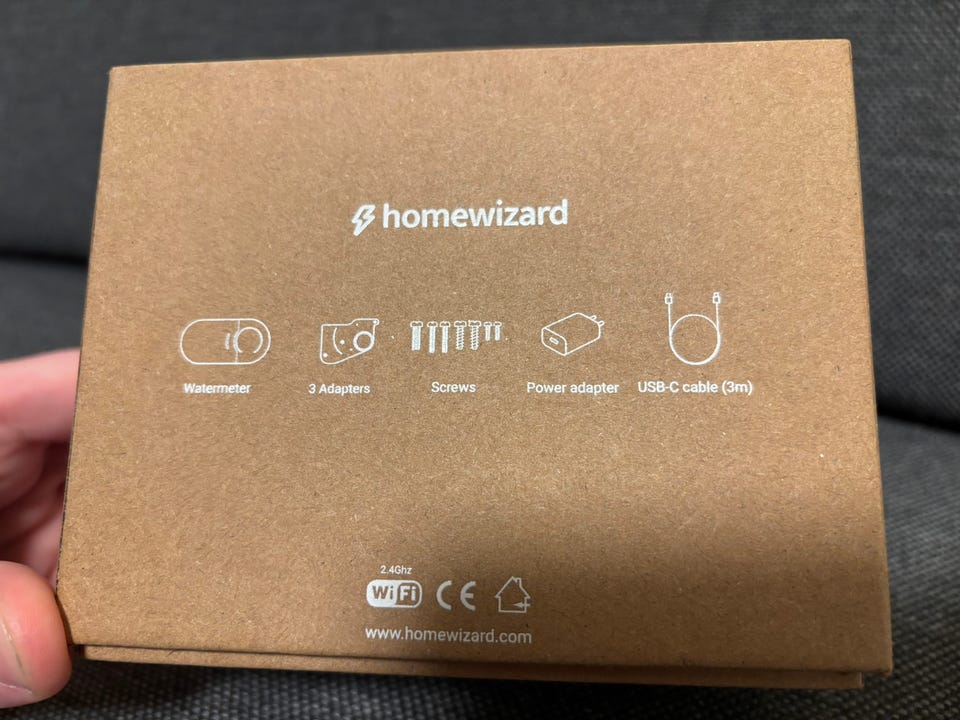 homewizard
Watermeter 3 Adapters Screws Power adapter USB-C cable (3m)
2.4Ghz
WiFi CE
www.homewizard.com